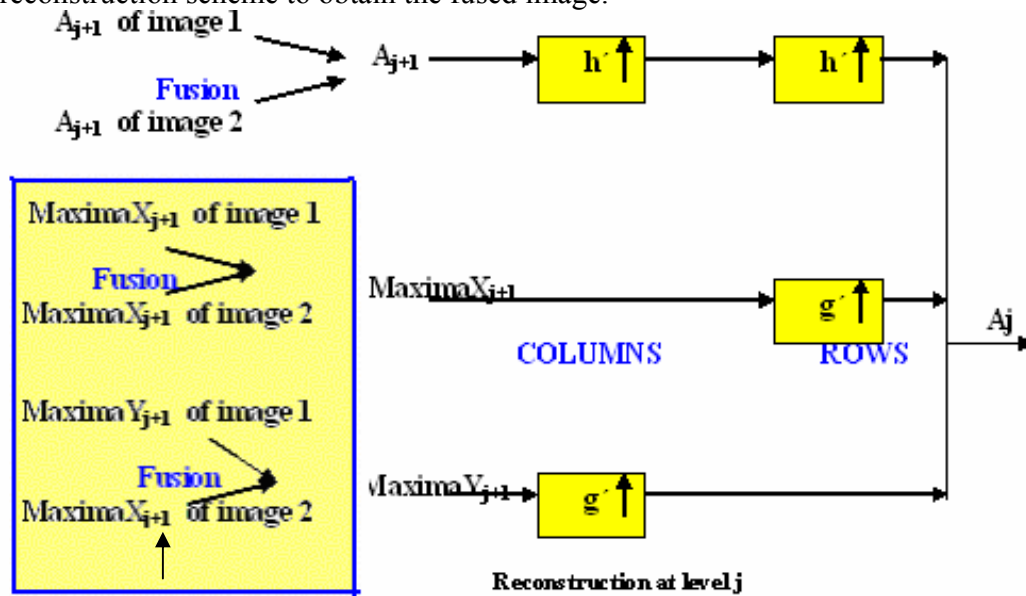 reconstruction scheme to obtain the fused image.
Aj+1 of image 1
Fusion
Aj+1 of image 2
Aj+1
h´
h´
MaximaXj+1 of image 1
Fusion
MaximaXj+1 of image 2
MaximaXj+1
g´
COLUMNS
ROWS
Aj
MaximaYj+1 of image 1
Fusion
MaximaXj+1 of image 2
MaximaYj+1
g´
Reconstruction at level j